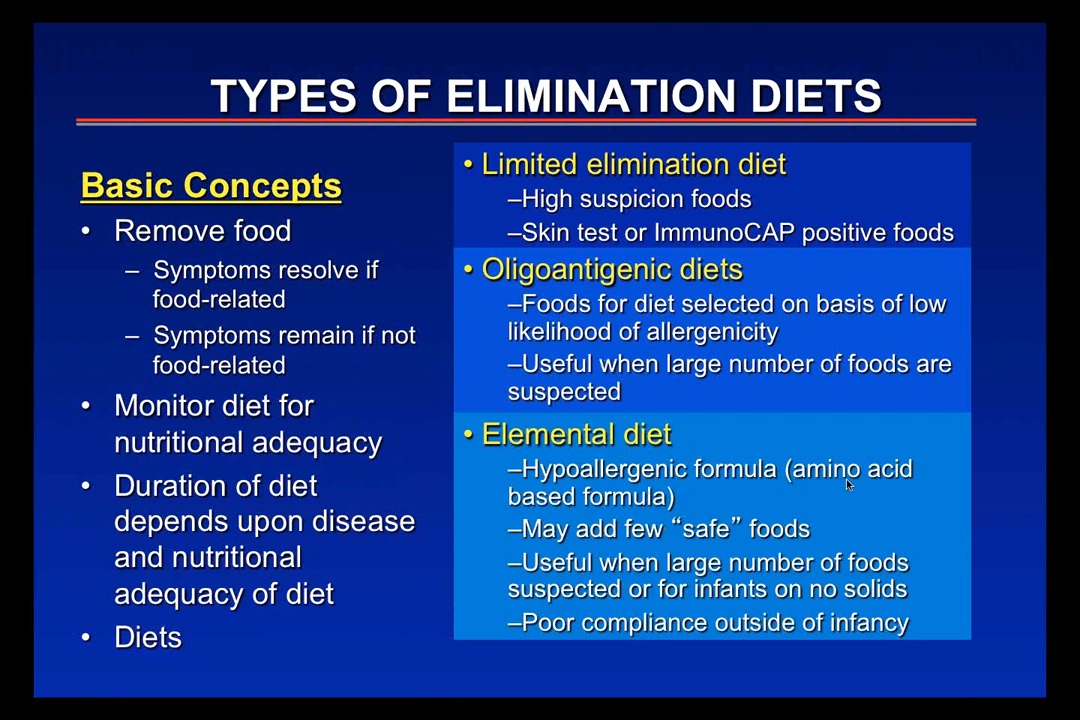 TYPES OF ELIMINATION DIETS
Basic Concepts
• Remove food
– Symptoms resolve if
food-related
– Symptoms remain if not
food-related
• Monitor diet for
nutritional adequacy
• Duration of diet
depends upon disease
and nutritional
adequacy of diet
• Diets
• Limited elimination diet
–High suspicion foods
–Skin test or ImmunoCAP positive foods
• Oligoantigenic diets
–Foods for diet selected on basis of low
likelihood of allergenicity
–Useful when large number of foods are
suspected
• Elemental diet
–Hypoallergenic formula (amino acid
based formula)
–May add few “safe” foods
–Useful when large number of foods
suspected or for infants on no solids
–Poor compliance outside of infancy